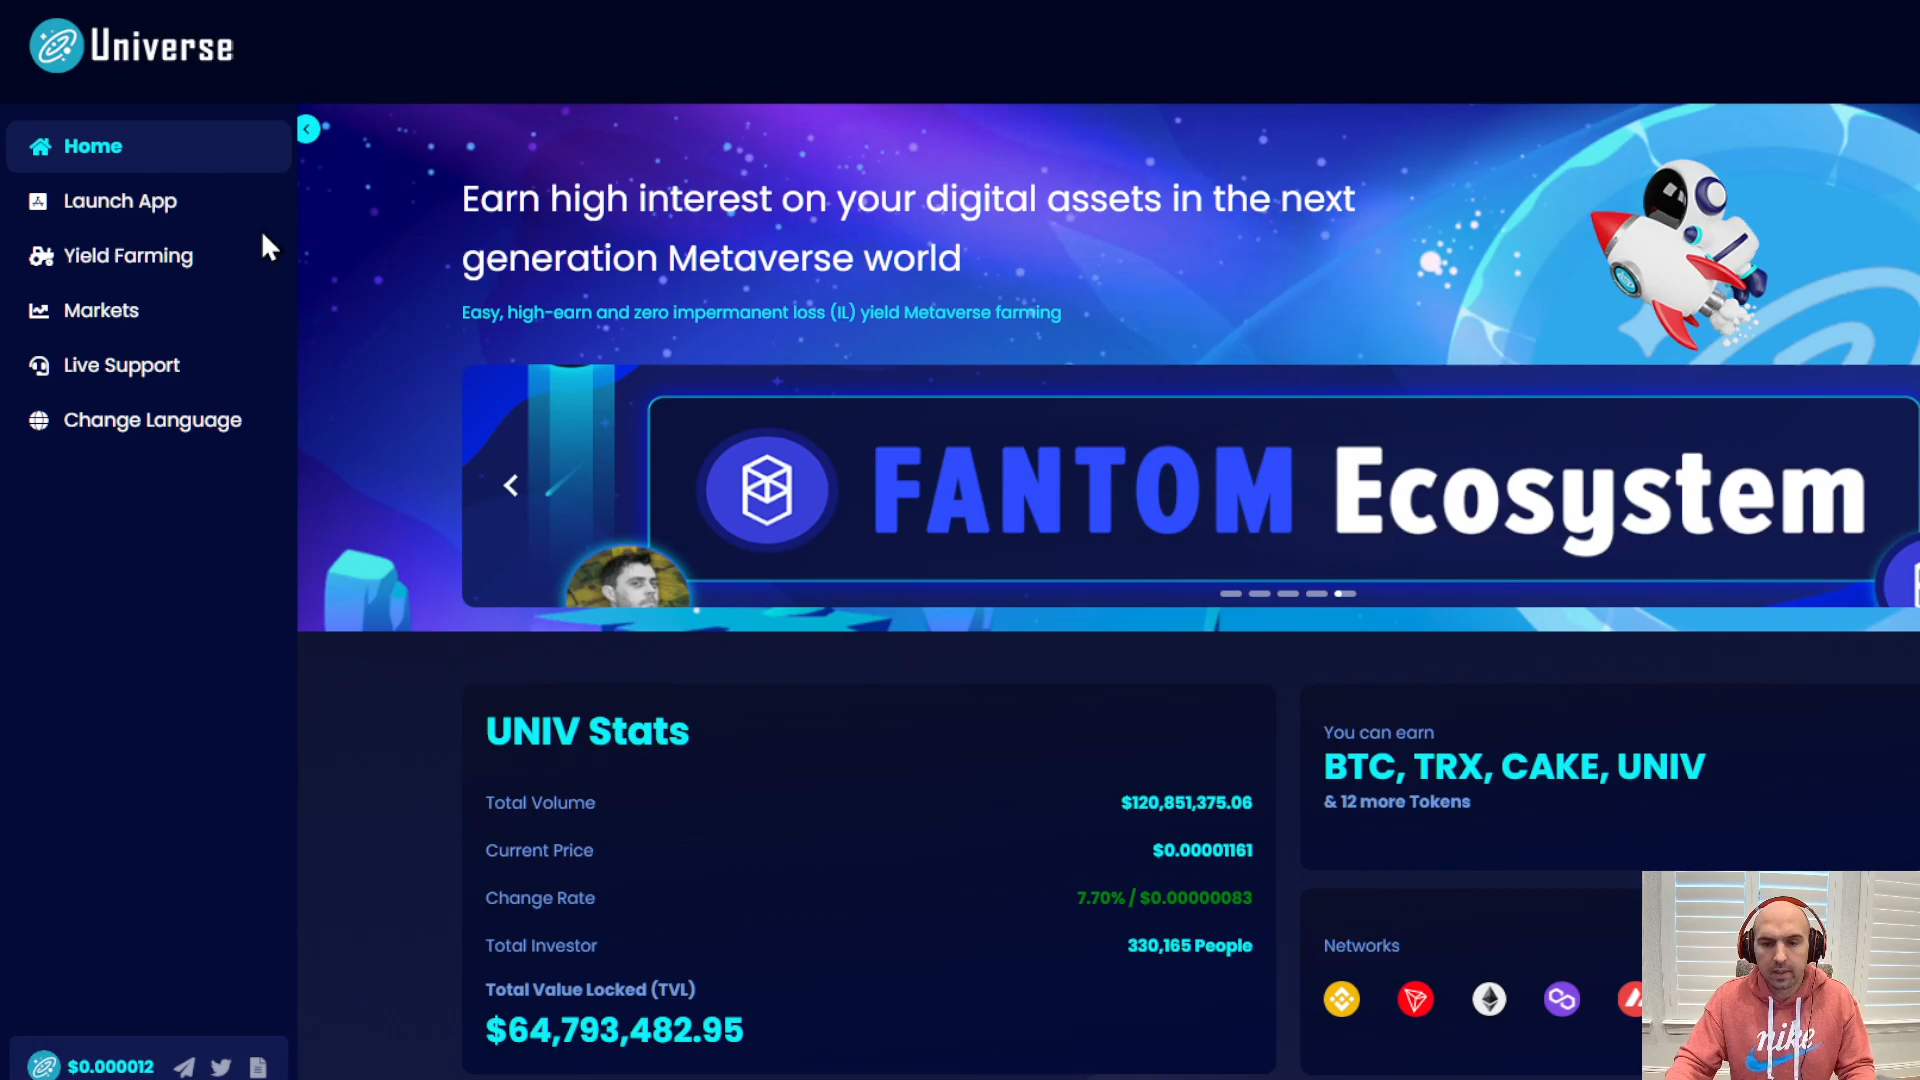 Universe
Home
Launch App
Yield Farming
Markets
Live Support
Change Language
$0.000012
Earn high interest on your digital assets in the next
generation Metaverse world
Easy, high-earn and zero impermanent loss (IL) yield Metaverse farming
FANTOM Ecosystem
UNIV Stats
Total Volume $120,851,375.06
Current Price $0.00001161
Change Rate 7.70% / $0.00000083
Total Investor 330,165 People
Total Value Locked (TVL)
$64,793,482.95
You can earn
BTC, TRX, CAKE, UNIV
& 12 more Tokens
Networks
nike